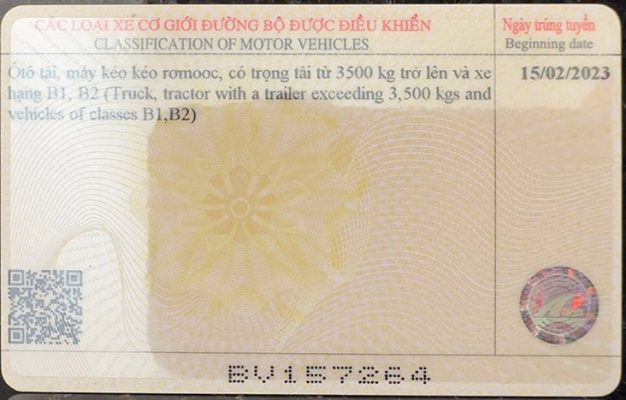 CÁC LOẠI XE CƠ GIỚI ĐƯỜNG BỘ ĐƯỢC ĐIỀU KHIỂN
CLASSIFICATION OF MOTOR VEHICLES
Ngày trúng tuyển
Beginning date
Ôtô tải, máy kéo kéo rơmooc, có trọng tải từ 3500 kg trở lên và xe
hạng B1, B2 (Truck, tractor with a trailer exceeding 3,500 kgs and
vehicles of classes B1,B2)
15/02/2023
BV157264